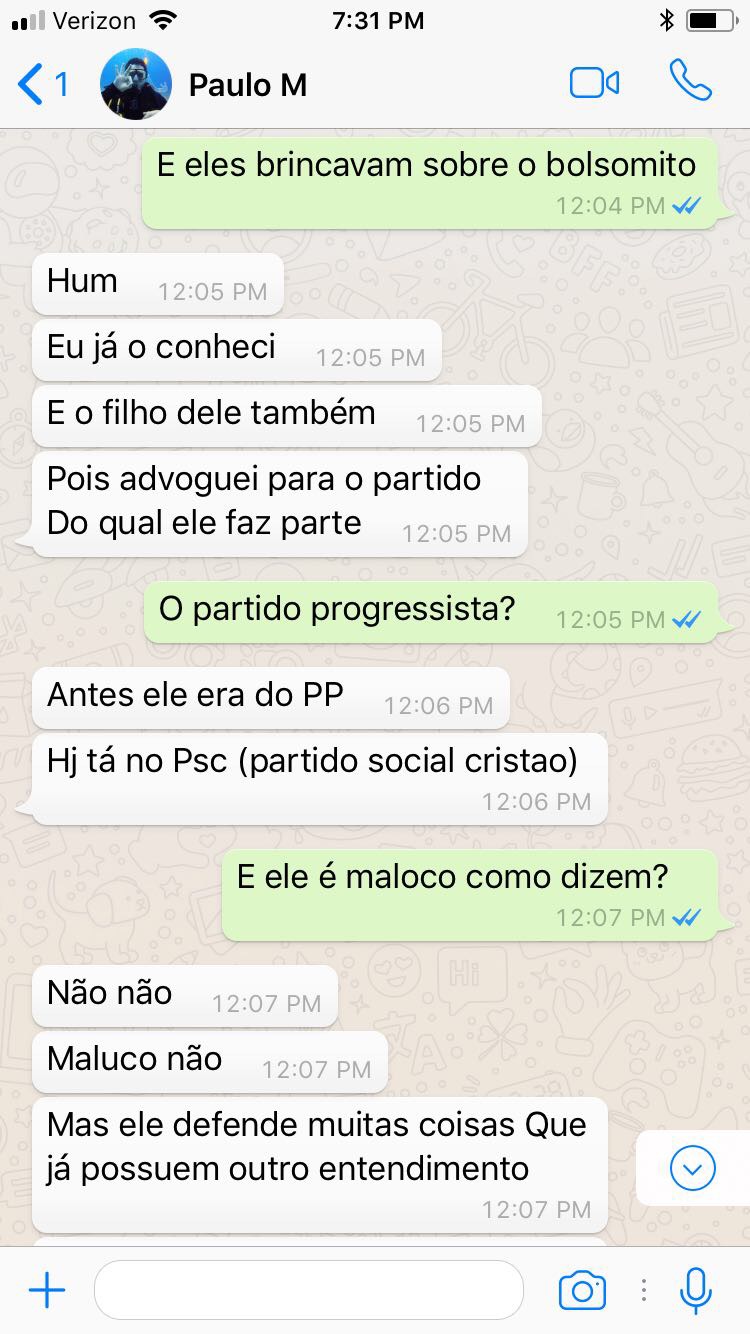 Verizon 7:31 PM
1 Paulo M
E eles brincavam sobre o bolsomito
12:04 PM
Hum 12:05 PM
Eu já o conheci 12:05 PM
E o filho dele também 12:05 PM
Pois advoguei para o partido
Do qual ele faz parte 12:05 PM
O partido progressista? 12:05 PM
Antes ele era do PP 12:06 PM
Hj tá no Psc (partido social cristao)
12:06 PM
E ele é maloco como dizem?
12:07 PM
Não não 12:07 PM
Maluco não 12:07 PM
Mas ele defende muitas coisas Que
já possuem outro entendimento
12:07 PM